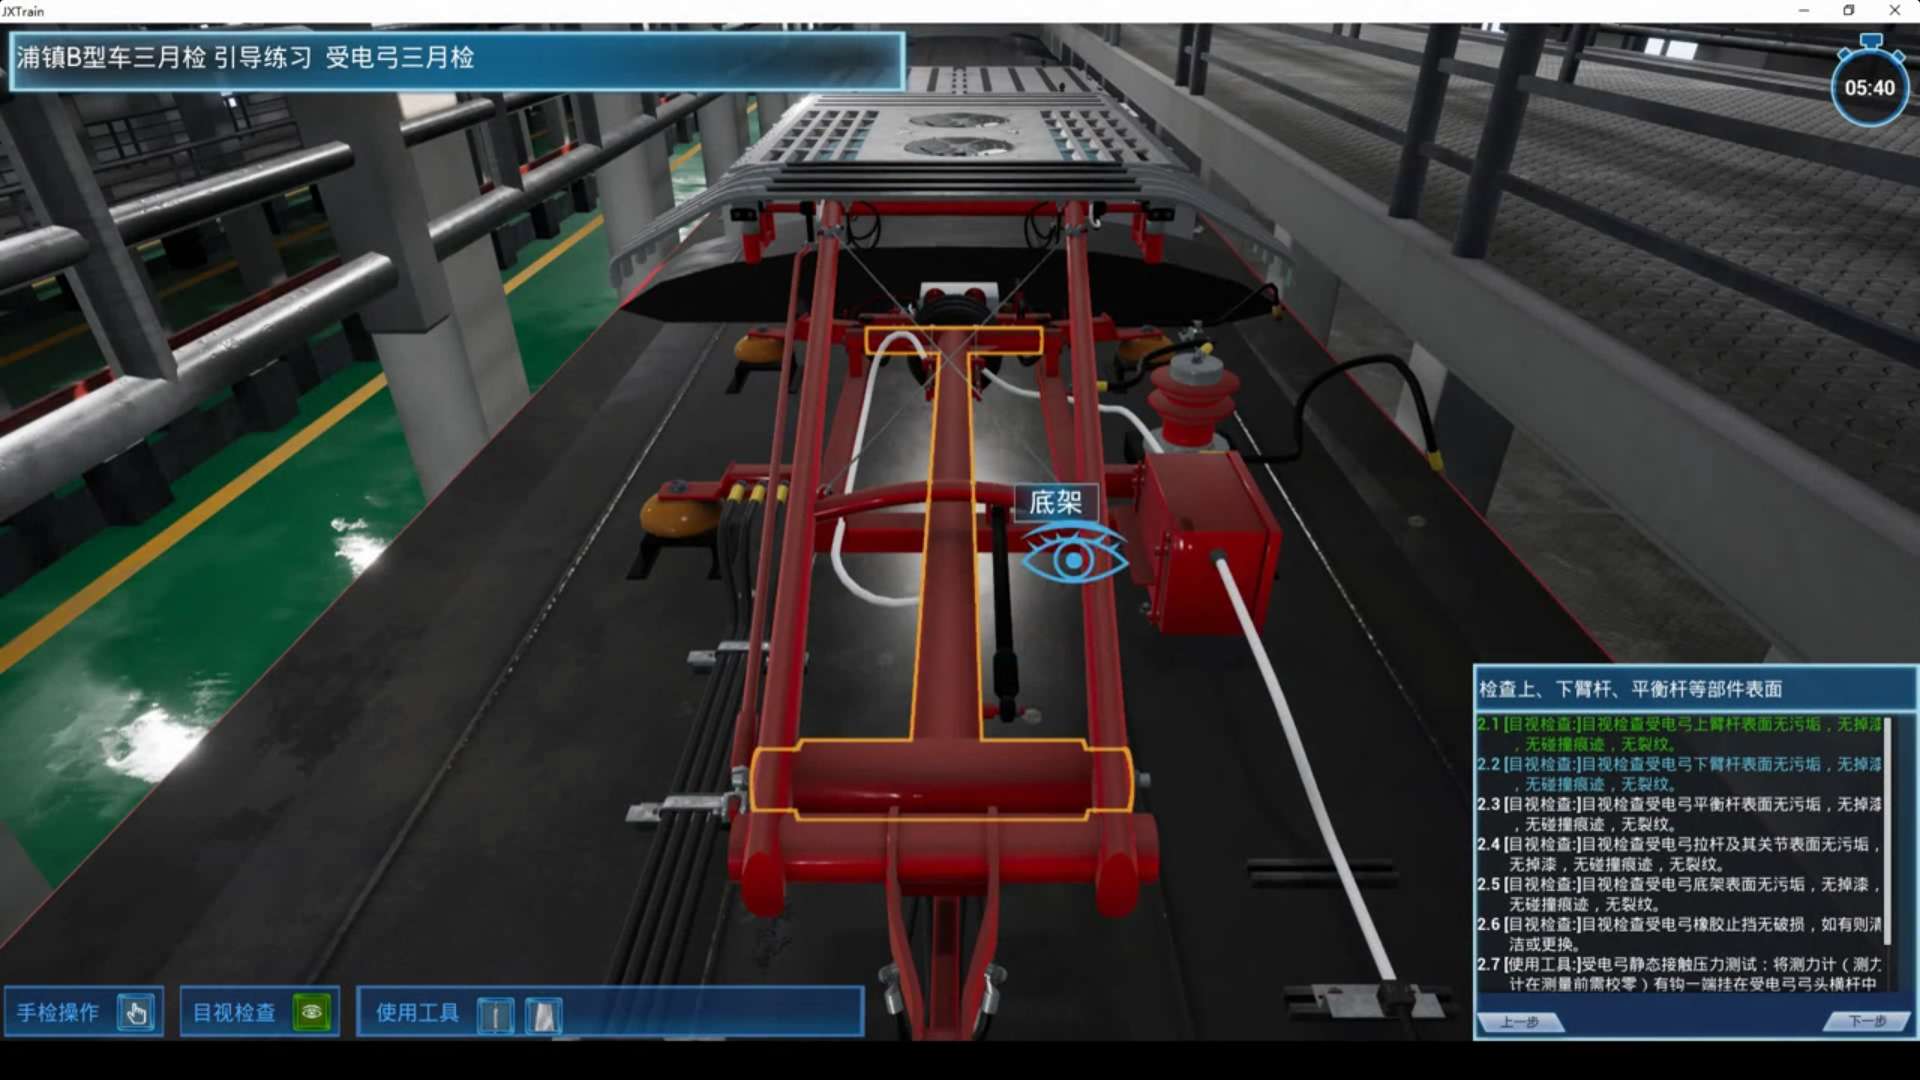 JXTrain
浦镇B型车三月检 引导练习 受电弓三月检
05:40
底架
检查上、下臂杆、平衡杆等部件表面
2.1 [目视检查:]目视检查受电弓上臂杆表面无污垢，无掉漆
，无碰撞痕迹，无裂纹。
2.2 [目视检查:]目视检查受电弓下臂杆表面无污垢，无掉漆
，无碰撞痕迹，无裂纹。
2.3 [目视检查:]目视检查受电弓平衡杆表面无污垢，无掉漆
，无碰撞痕迹，无裂纹。
2.4 [目视检查:]目视检查受电弓拉杆及其关节表面无污垢，
无掉漆，无碰撞痕迹，无裂纹。
2.5 [目视检查:]目视检查受电弓底架表面无污垢，无掉漆，
无碰撞痕迹，无裂纹。
2.6 [目视检查:]目视检查受电弓橡胶止挡无破损，如有则清
洁或更换。
2.7 [使用工具:]受电弓静态接触压力测试：将测力计（测力
计在测量前需校零）有钩一端挂在受电弓弓头横杆中
上一步
下一步
手检操作
目视检查
使用工具